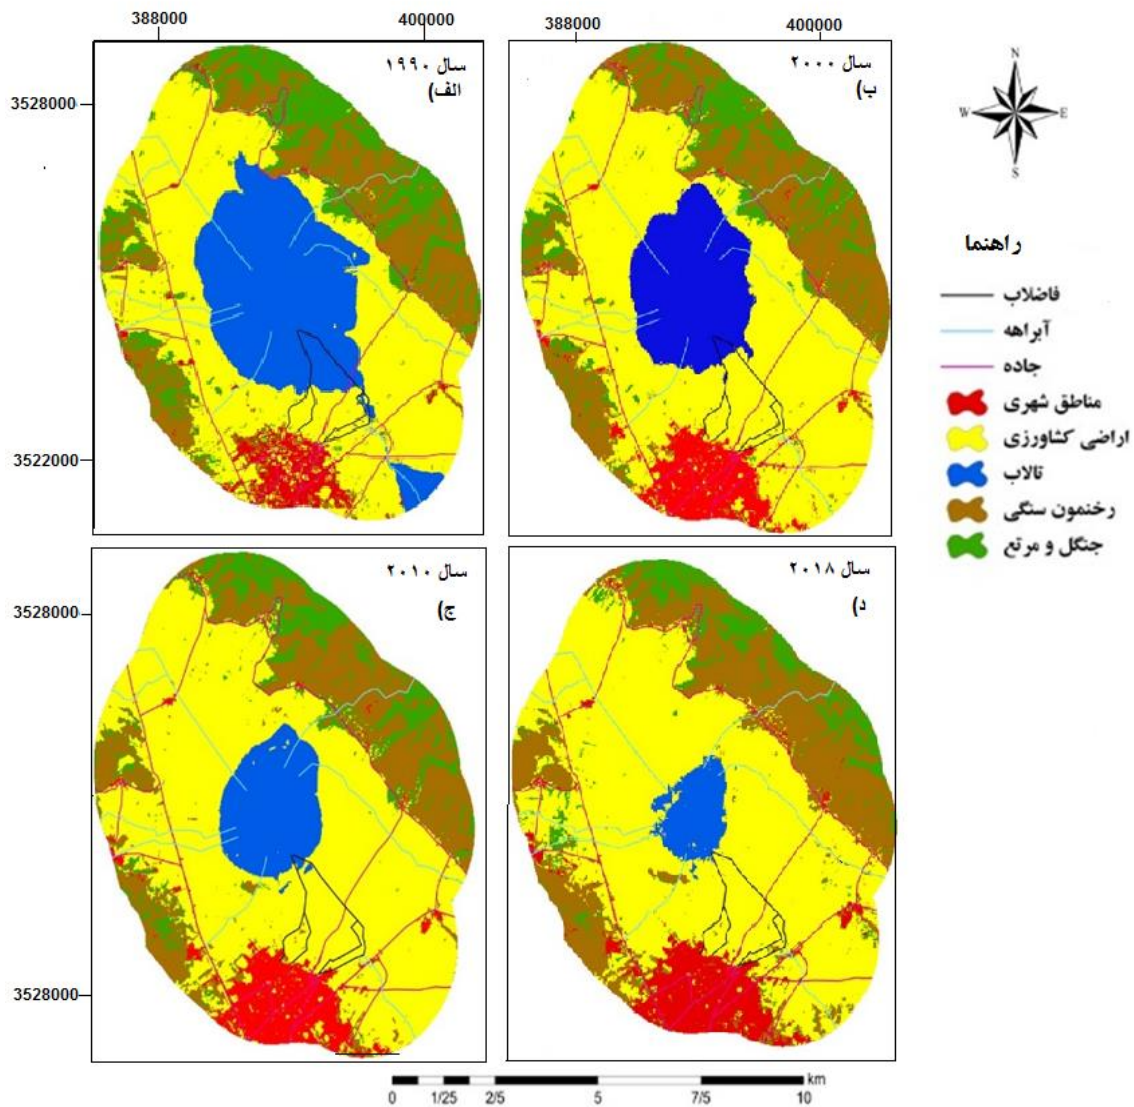 388000
400000
388000
400000
سال ۱۹۹۰
الف)
سال ۲۰۰۰
ب)
3528000
3522000
N
W
E
S
راهنما
فاضلاب
آبراهه
جاده
مناطق شهری
اراضی کشاورزی
تالاب
رخنمون سنگی
جنگل و مرتع
سال ۲۰۱۰
ج)
سال ۲۰۱۸
د)
3528000
3528000
km
0 1/25 2/5 5 7/5 10